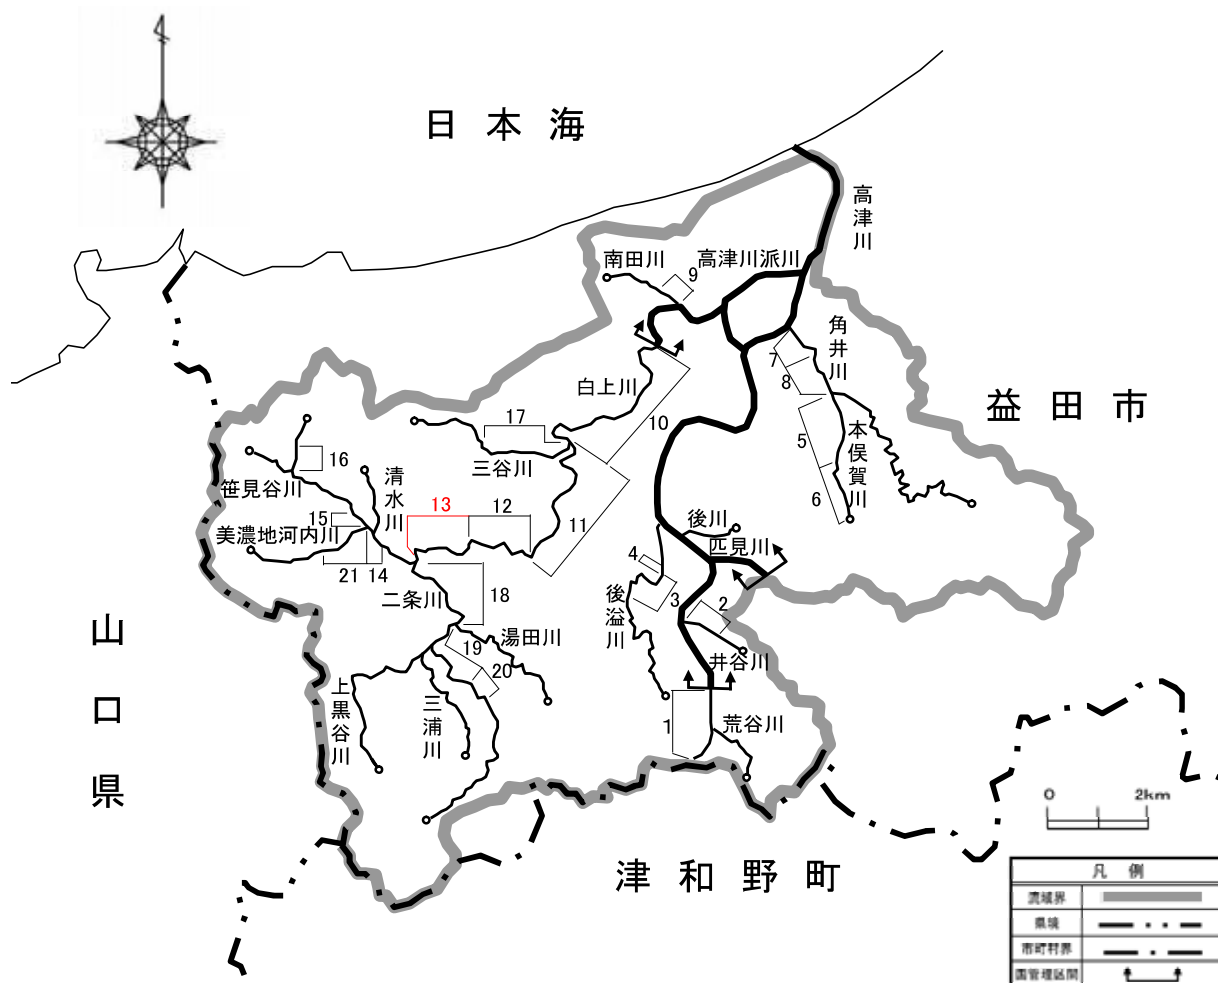 日本海
高津川
南田川
高津川派川
9
角井川
7
8
白上川
益田市
10
17
5
本俣賀川
三谷川
16
清水川
笹見谷川
6
13
12
11
15
美濃地河内川
後川
匹見川
21
14
4
二条川
18
後溢川
3
2
山口県
19
湯田川
井谷川
20
上黒谷川
三浦川
1
荒谷川
0 2km
津和野町
凡例
流域界
県境
市町村界
国管理区間